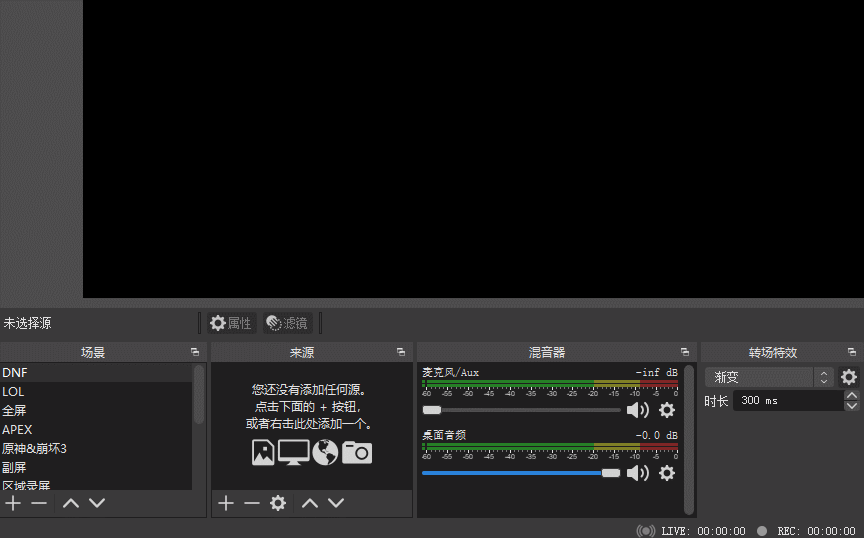 未选择源
属性
滤镜
场景
来源
混音器
转场特效
DNF
LOL
全屏
APEX
原神&崩坏3
副屏
区域录屏
您还没有添加任何源。
点击下面的 + 按钮,
或者右击此处添加一个。
麦克风/Aux
-inf dB
-60 -55 -50 -45 -40 -35 -30 -25 -20 -15 -10 -5 0
桌面音频
-0.0 dB
-60 -55 -50 -45 -40 -35 -30 -25 -20 -15 -10 -5 0
渐变
时长 300 ms
LIVE: 00:00:00
REC: 00:00:00